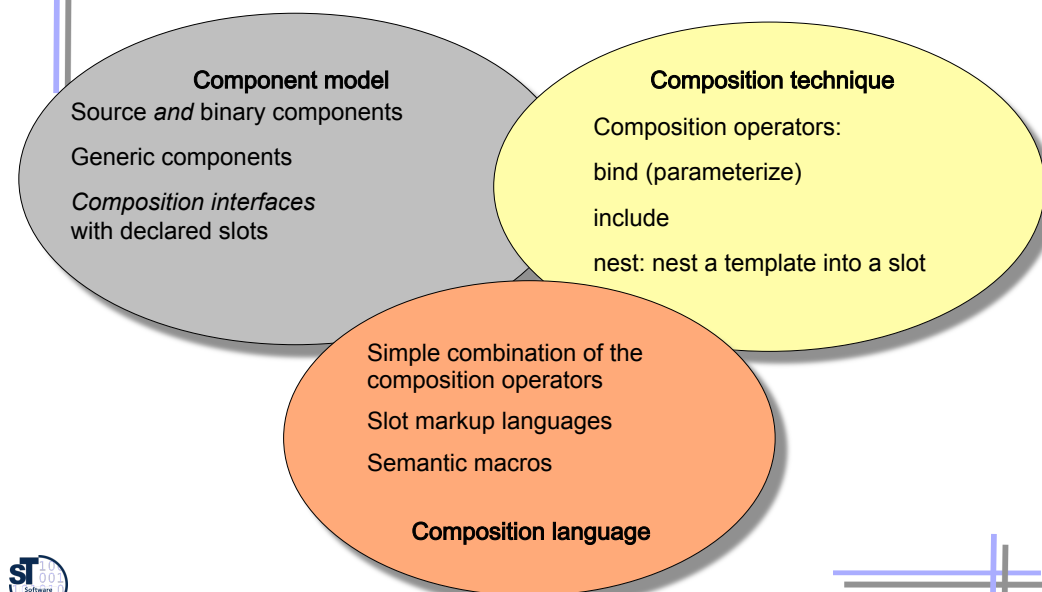 Component model
Source and binary components
Generic components
Composition interfaces
with declared slots
Composition technique
Composition operators:
bind (parameterize)
include
nest: nest a template into a slot
Simple combination of the
composition operators
Slot markup languages
Semantic macros
Composition language
ST
Software